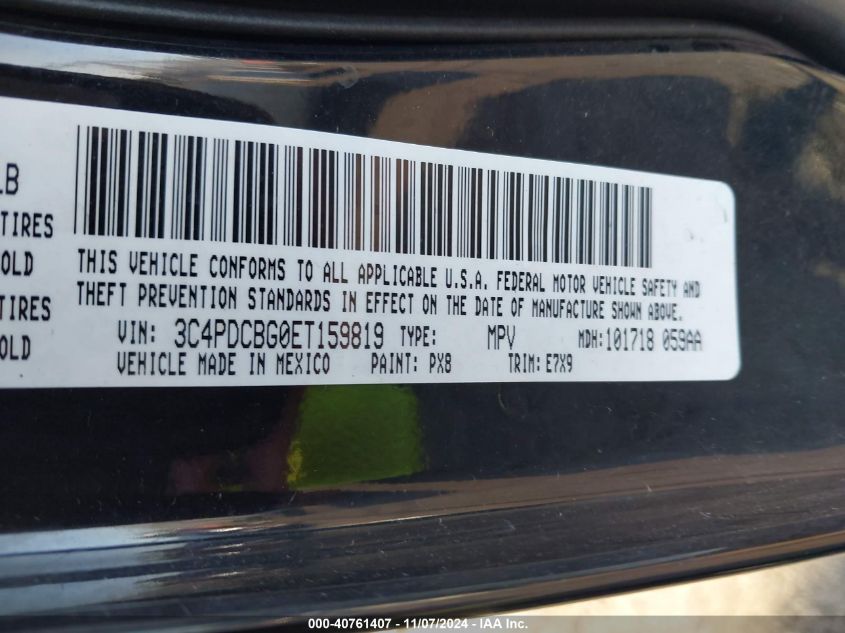 LB
TIRES
OLD
TIRES
OLD
THIS VEHICLE CONFORMS TO ALL APPLICABLE U.S.A. FEDERAL MOTOR VEHICLE SAFETY AND
THEFT PREVENTION STANDARDS IN EFFECT ON THE DATE OF MANUFACTURE SHOWN ABOVE.
VIN: 3C4PDCBG0ET159819 TYPE: MPV MDH:101718 059AA
VEHICLE MADE IN MEXICO PAINT: PX8 TRIM: E7X9
000-40761407 - 11/07/2024 - IAA Inc.